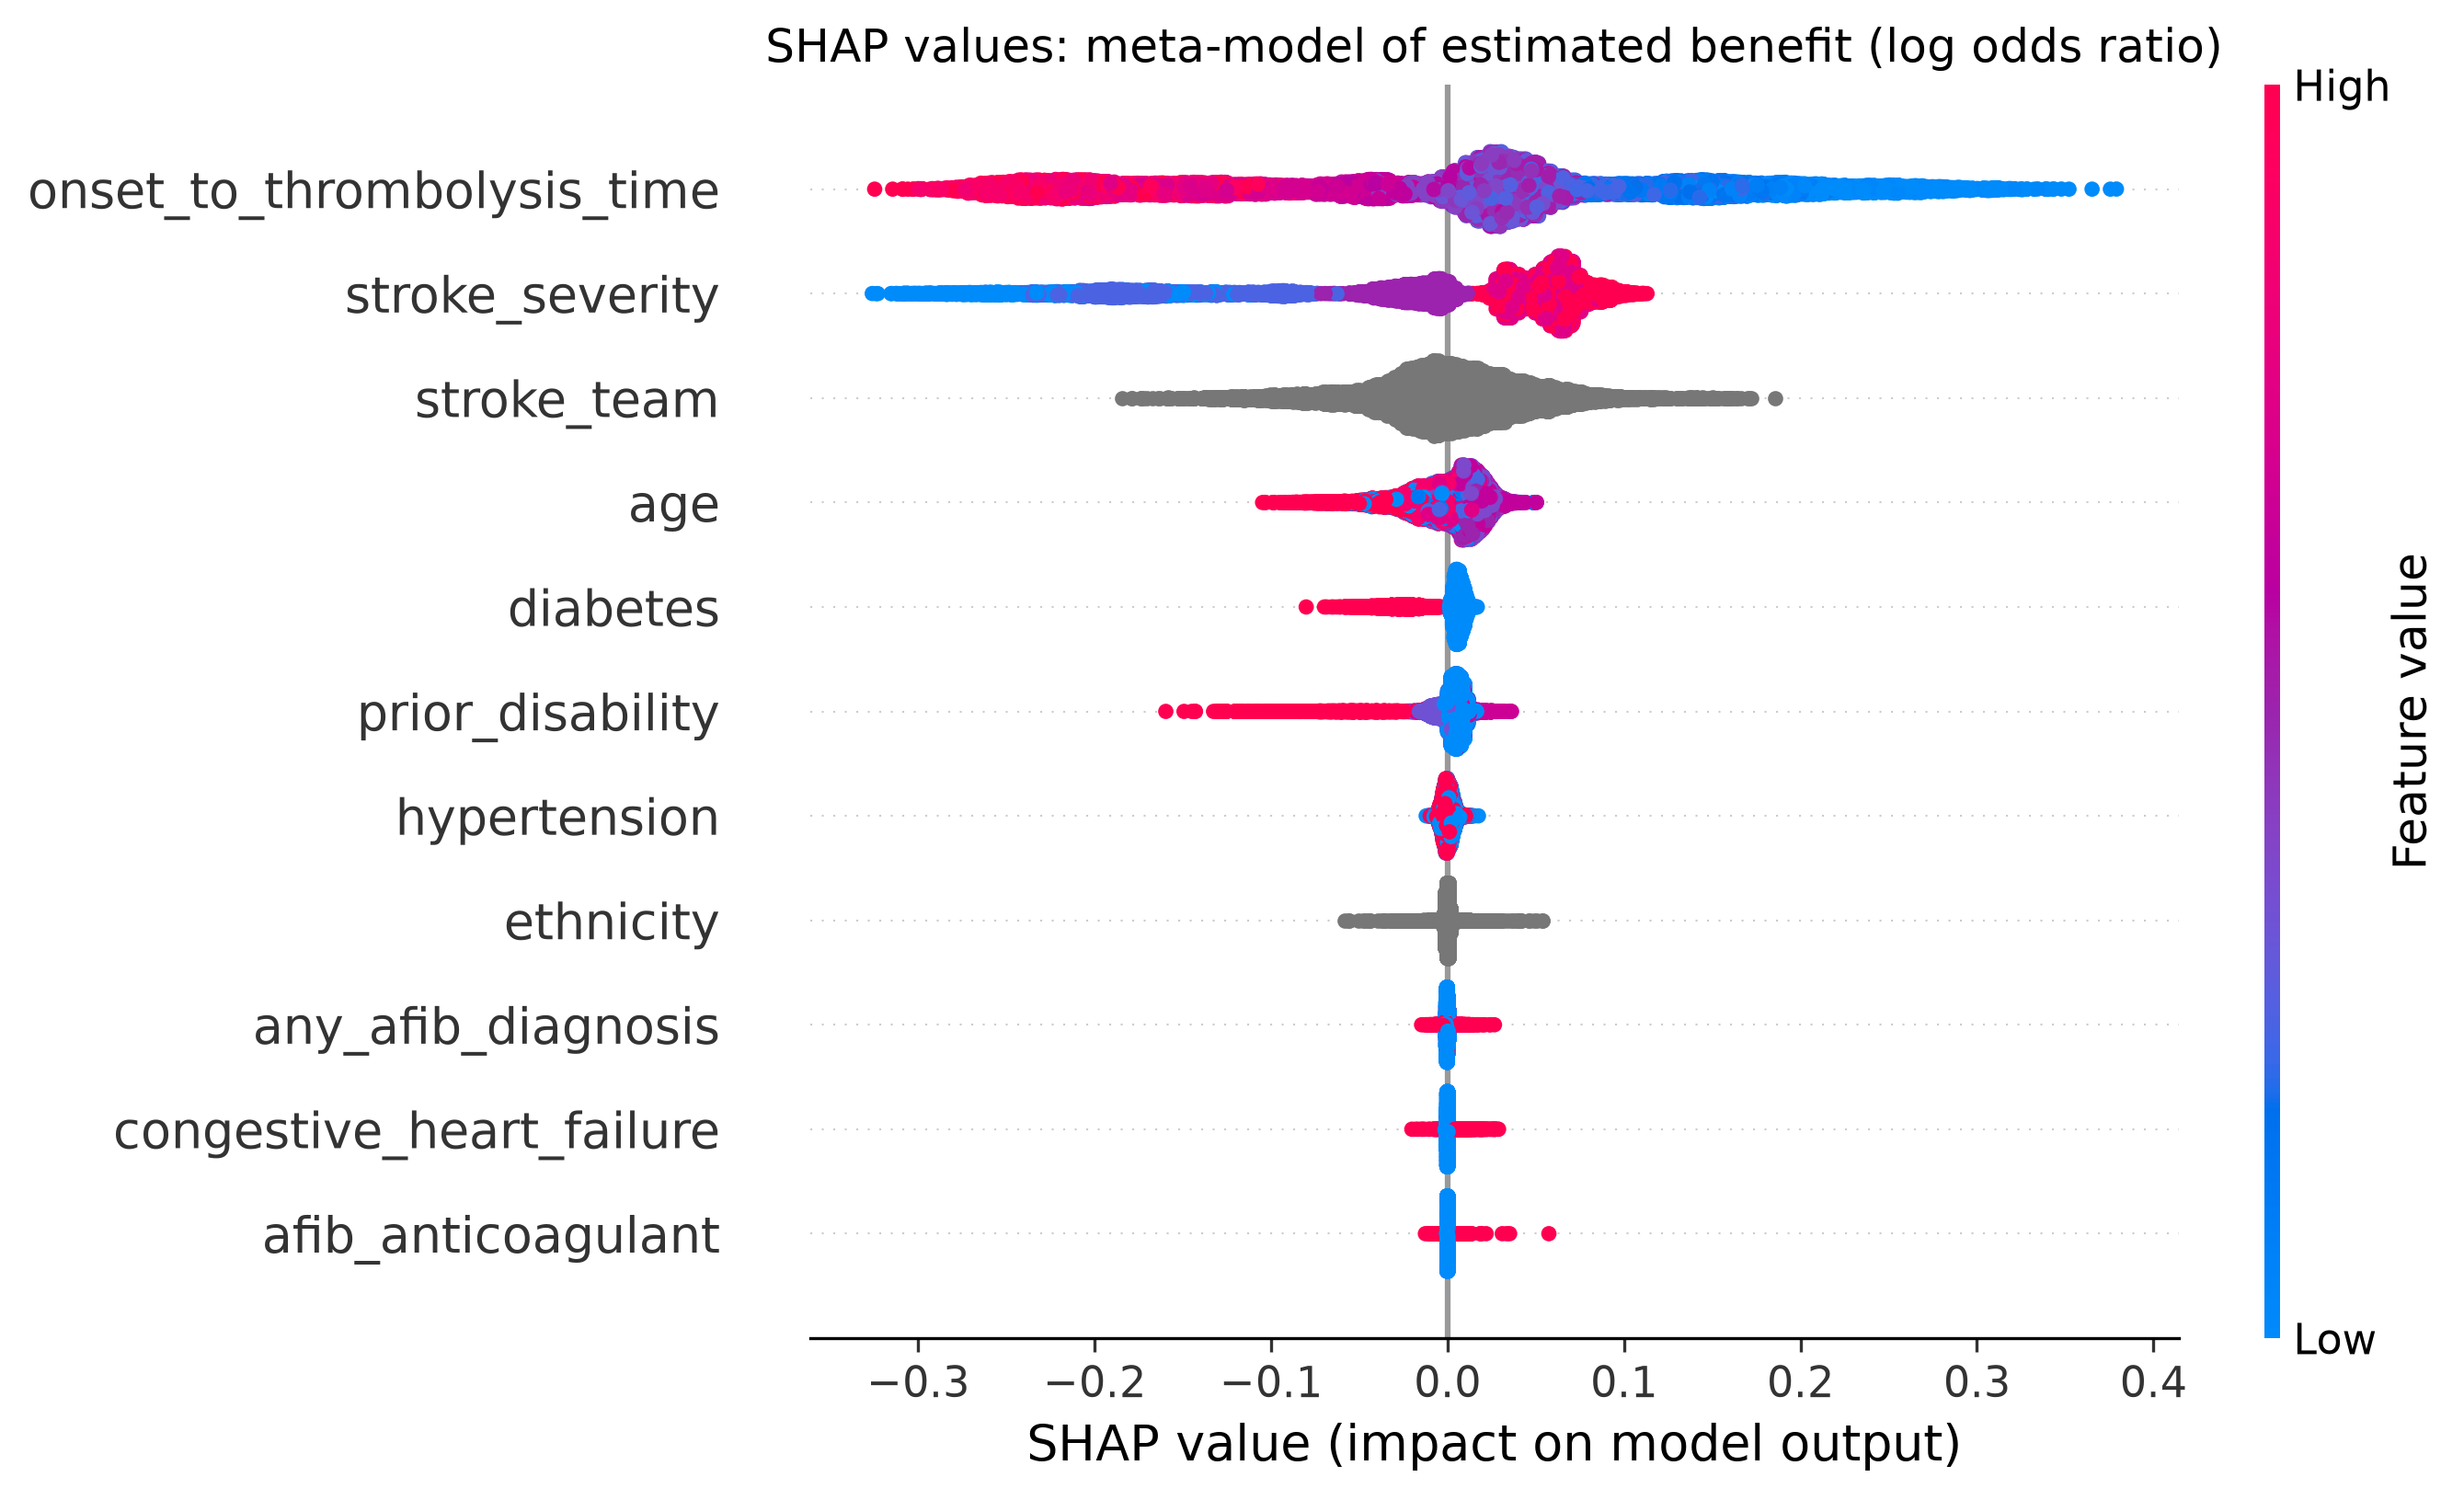 SHAP values: meta-model of estimated benefit (log odds ratio)
High
onset_to_thrombolysis_time
stroke_severity
stroke_team
age
diabetes
prior_disability
hypertension
ethnicity
any_afib_diagnosis
congestive_heart_failure
afib_anticoagulant
Feature value
Low
−0.3 −0.2 −0.1 0.0 0.1 0.2 0.3 0.4
SHAP value (impact on model output)